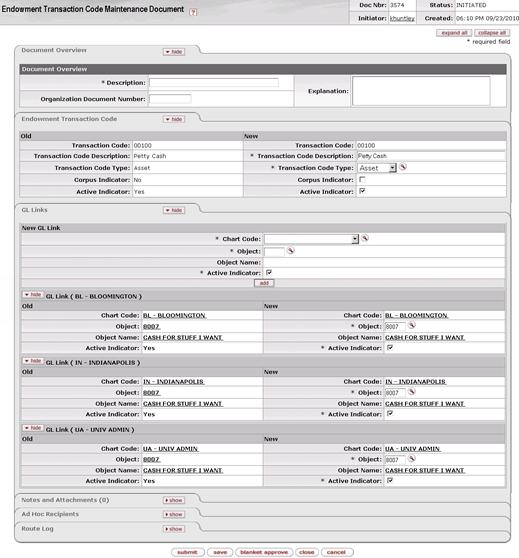 Endowment Transaction Code Maintenance Document ?
Doc Nbr: 3574 Status: INITIATED
Initiator: khuntley Created: 06:10 PM 09/23/2010
expand all collapse all
* required field
Document Overview hide
Document Overview
* Description: Explanation:
Organization Document Number:
Endowment Transaction Code hide
Old New
Transaction Code: 00100 Transaction Code: 00100
Transaction Code Description: Petty Cash * Transaction Code Description: Petty Cash
Transaction Code Type: Asset * Transaction Code Type: Asset
Corpus Indicator: No Corpus Indicator:
Active Indicator: Yes Active Indicator:
GL Links hide
New GL Link
* Chart Code:
* Object:
Object Name:
* Active Indicator:
add
hide GL Link ( BL - BLOOMINGTON )
Old New
Chart Code: BL - BLOOMINGTON Chart Code: BL - BLOOMINGTON
Object: 8007 * Object: 8007
Object Name: CASH FOR STUFF I WANT Object Name: CASH FOR STUFF I WANT
Active Indicator: Yes * Active Indicator:
hide GL Link ( IN - INDIANAPOLIS )
Old New
Chart Code: IN - INDIANAPOLIS Chart Code: IN - INDIANAPOLIS
Object: 8007 * Object: 8007
Object Name: CASH FOR STUFF I WANT Object Name: CASH FOR STUFF I WANT
Active Indicator: Yes * Active Indicator:
hide GL Link ( UA - UNIV ADMIN )
Old New
Chart Code: UA - UNIV ADMIN Chart Code: UA - UNIV ADMIN
Object: 8007 * Object: 8007
Object Name: CASH FOR STUFF I WANT Object Name: CASH FOR STUFF I WANT
Active Indicator: Yes * Active Indicator:
Notes and Attachments (0) show
Ad Hoc Recipients show
Route Log show
submit save blanket approve close cancel